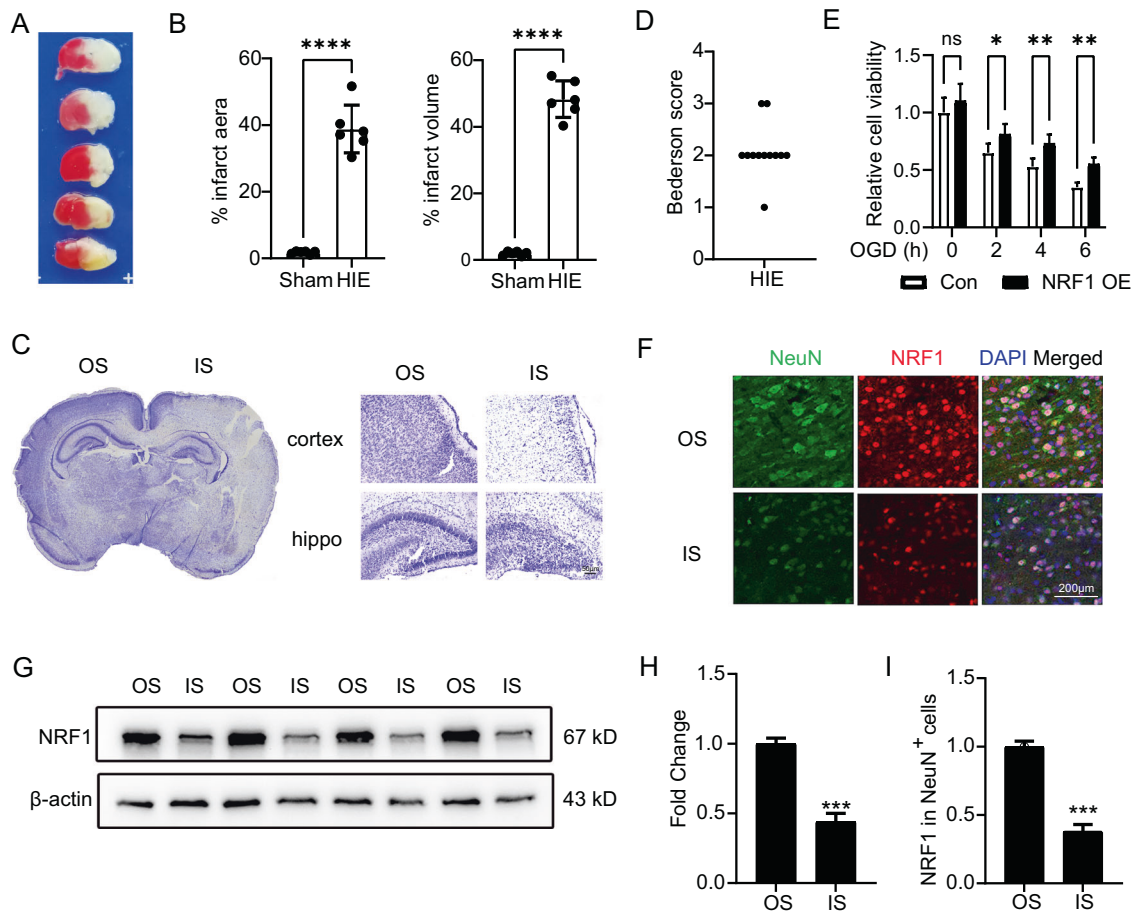 A
B
% infarct aera
60
40
20
0
****
Sham HIE
% infarct volume
60
40
20
0
****
Sham HIE
D
Bederson score
4
3
2
1
0
HIE
E
Relative cell viability
1.5
1.0
0.5
0.0
ns * ** **
OGD (h) 0 2 4 6
Con NRF1 OE
C
OS IS
OS IS
cortex
hippo
50μm
F
NeuN NRF1 DAPI Merged
OS
IS
200μm
G
OS IS OS IS OS IS OS IS
NRF1 67 kD
β-actin 43 kD
H
Fold Change
1.5
1.0
0.5
0.0
***
OS IS
I
NRF1 in NeuN⁺ cells
1.5
1.0
0.5
0.0
***
OS IS